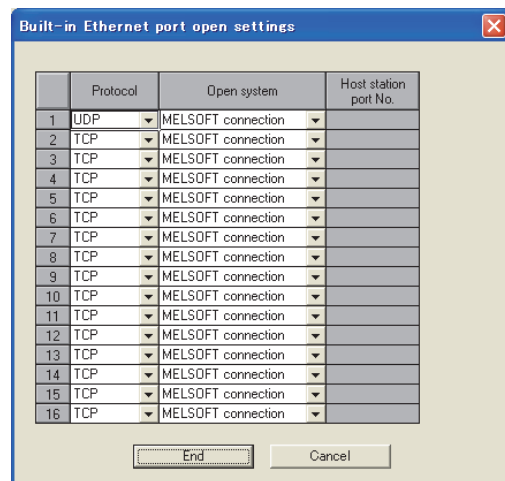 Built-in Ethernet port open settings
Protocol Open system Host station port No.
1 UDP MELSOFT connection
2 TCP MELSOFT connection
3 TCP MELSOFT connection
4 TCP MELSOFT connection
5 TCP MELSOFT connection
6 TCP MELSOFT connection
7 TCP MELSOFT connection
8 TCP MELSOFT connection
9 TCP MELSOFT connection
10 TCP MELSOFT connection
11 TCP MELSOFT connection
12 TCP MELSOFT connection
13 TCP MELSOFT connection
14 TCP MELSOFT connection
15 TCP MELSOFT connection
16 TCP MELSOFT connection
End Cancel